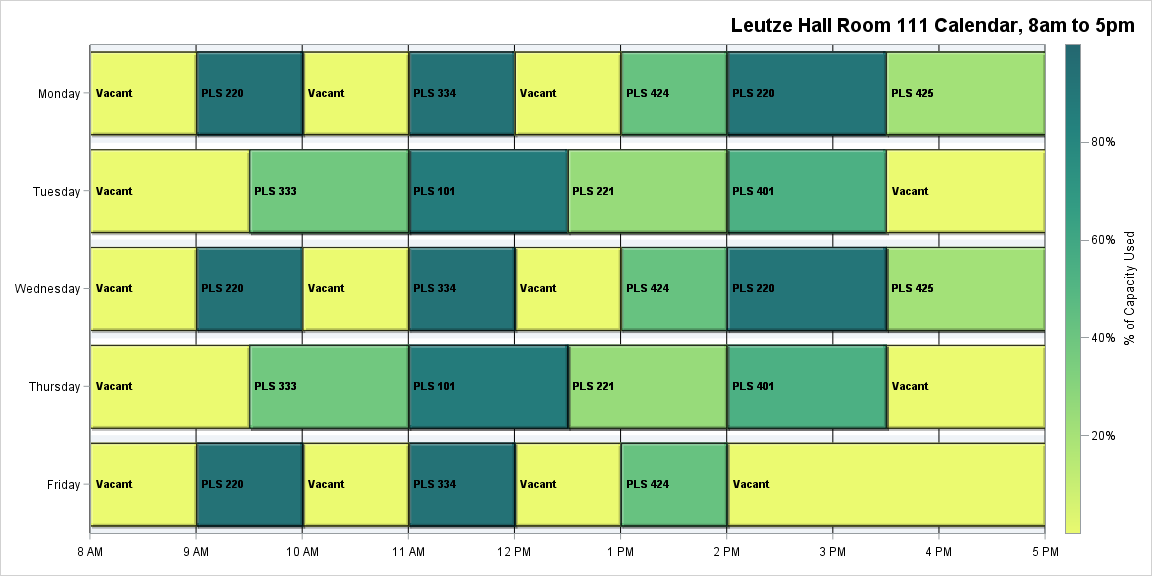 Leutze Hall Room 111 Calendar, 8am to 5pm
Monday
Vacant
PLS 220
Vacant
PLS 334
Vacant
PLS 424
PLS 220
PLS 425
Tuesday
Vacant
PLS 333
PLS 101
PLS 221
PLS 401
Vacant
Wednesday
Vacant
PLS 220
Vacant
PLS 334
Vacant
PLS 424
PLS 220
PLS 425
Thursday
Vacant
PLS 333
PLS 101
PLS 221
PLS 401
Vacant
Friday
Vacant
PLS 220
Vacant
PLS 334
Vacant
PLS 424
Vacant
8 AM
9 AM
10 AM
11 AM
12 PM
1 PM
2 PM
3 PM
4 PM
5 PM
80%
60%
40%
20%
% of Capacity Used